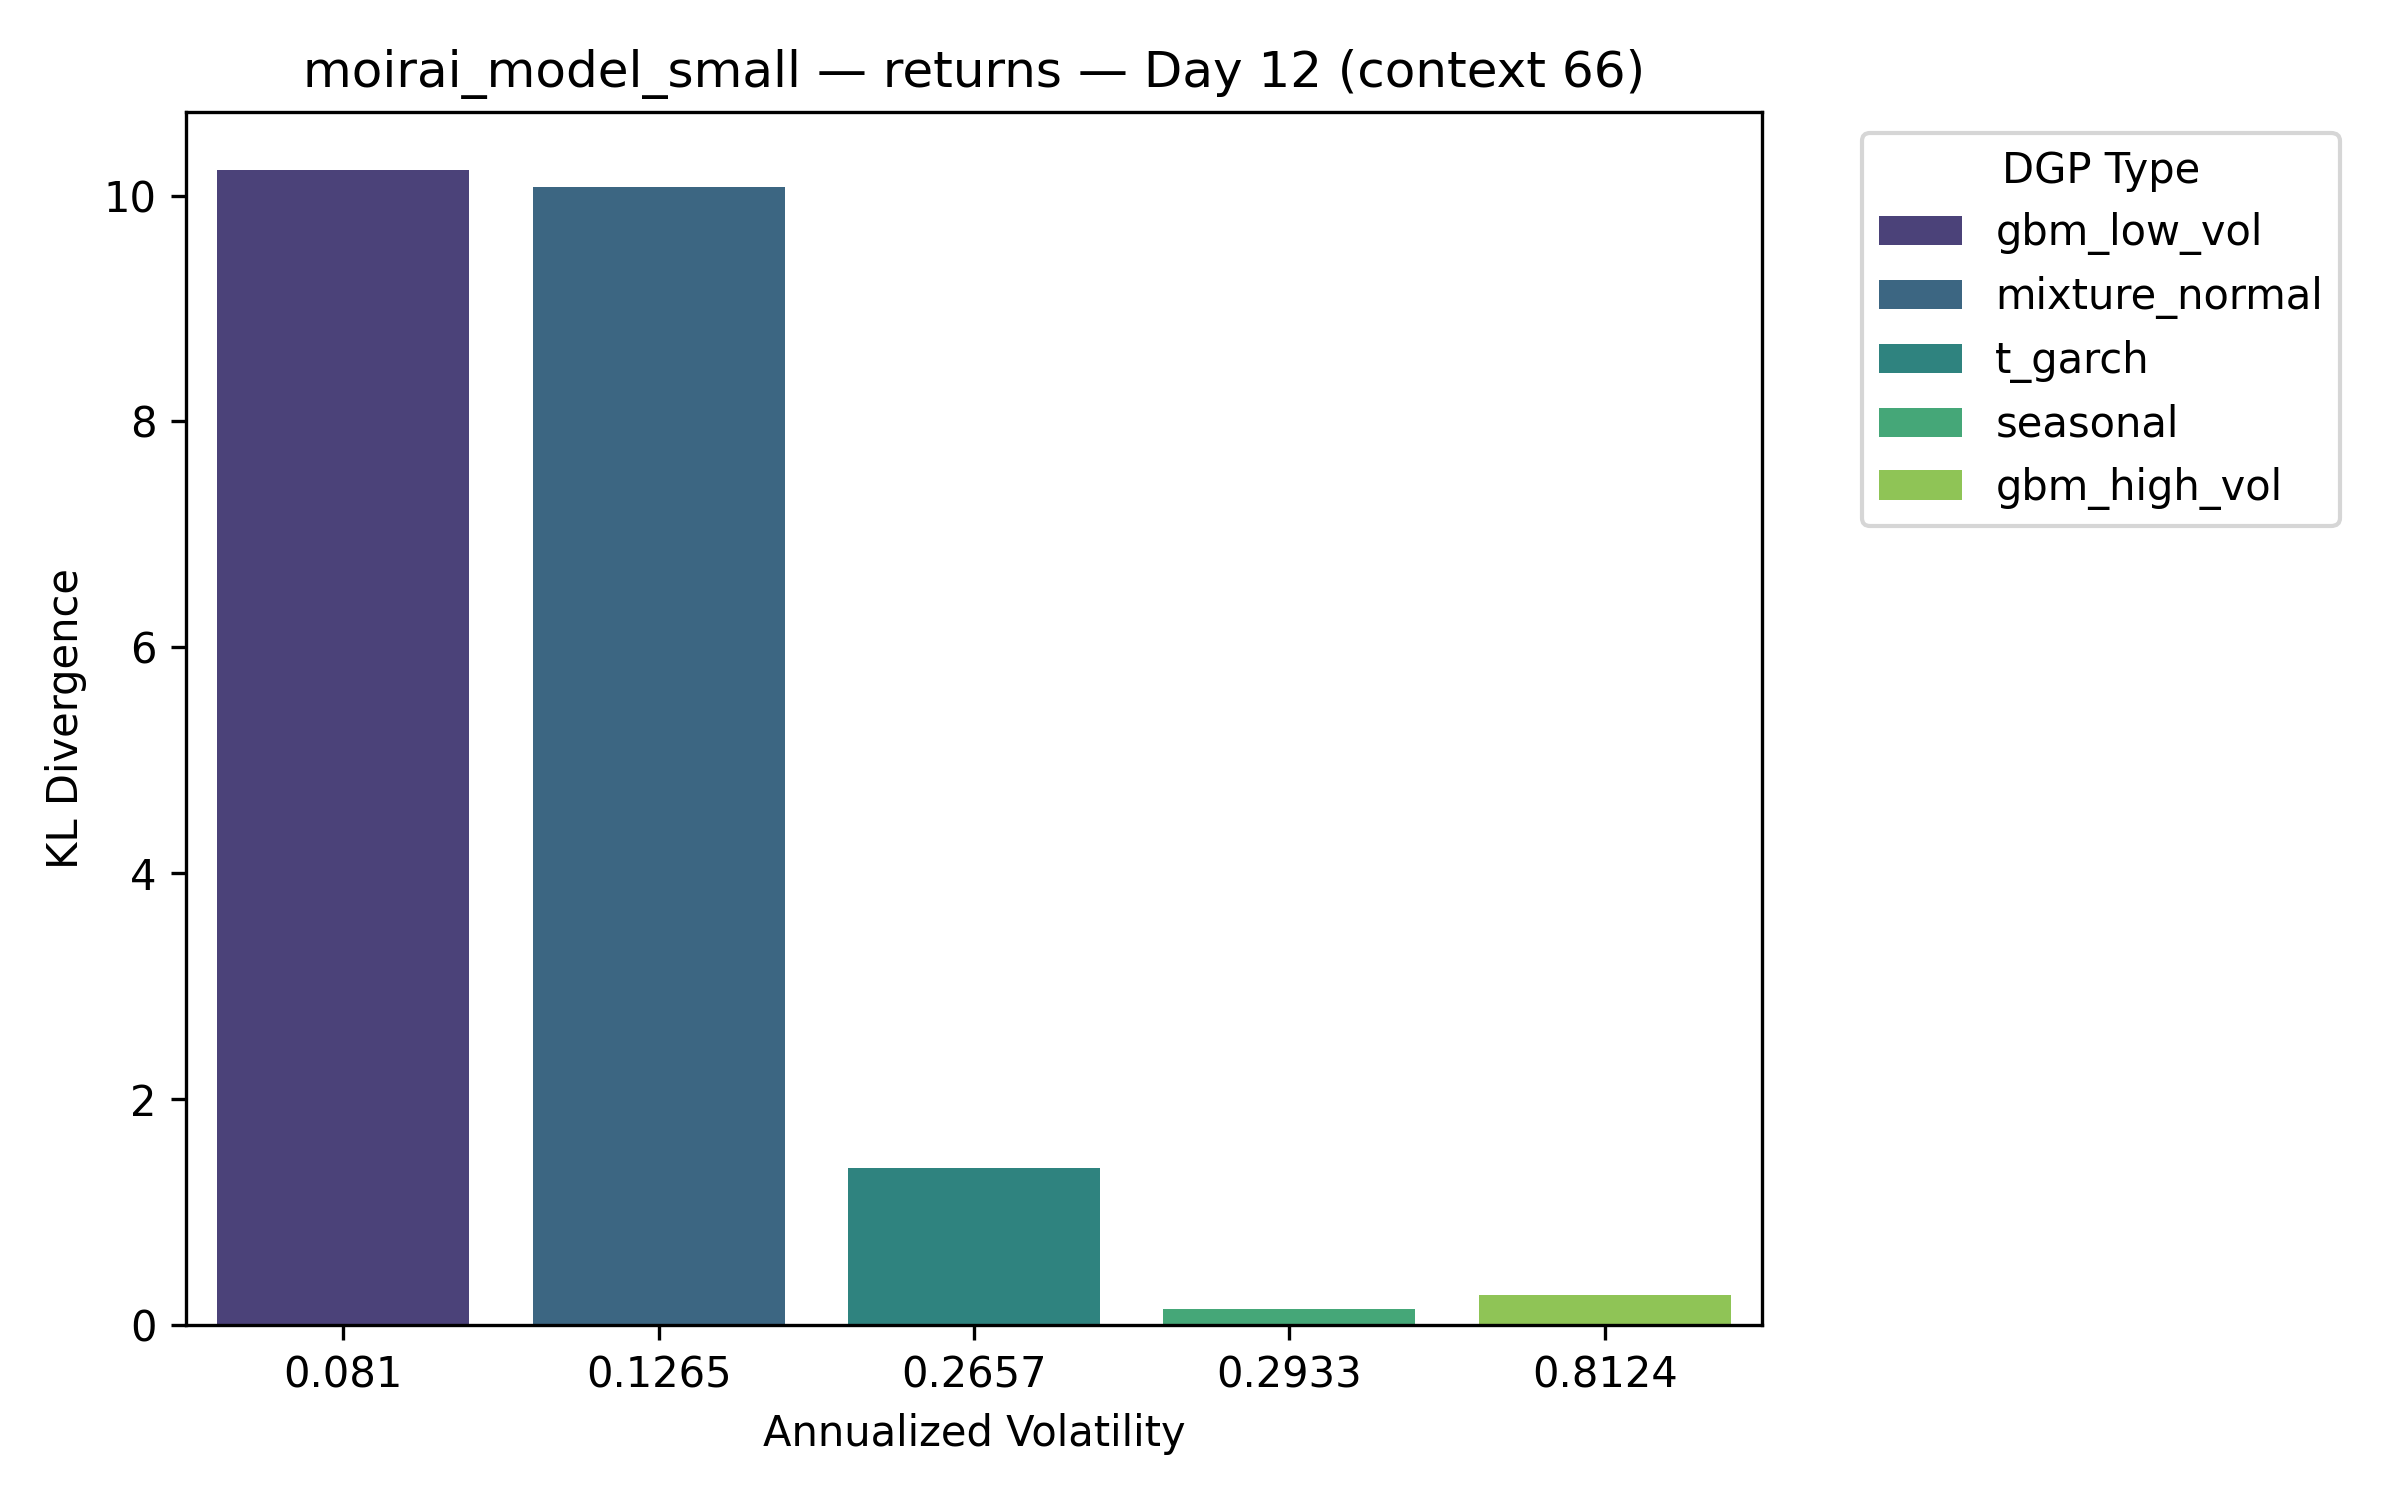 moirai_model_small — returns — Day 12 (context 66)
DGP Type
gbm_low_vol
mixture_normal
t_garch
seasonal
gbm_high_vol
KL Divergence
10
8
6
4
2
0
0.081 0.1265 0.2657 0.2933 0.8124
Annualized Volatility